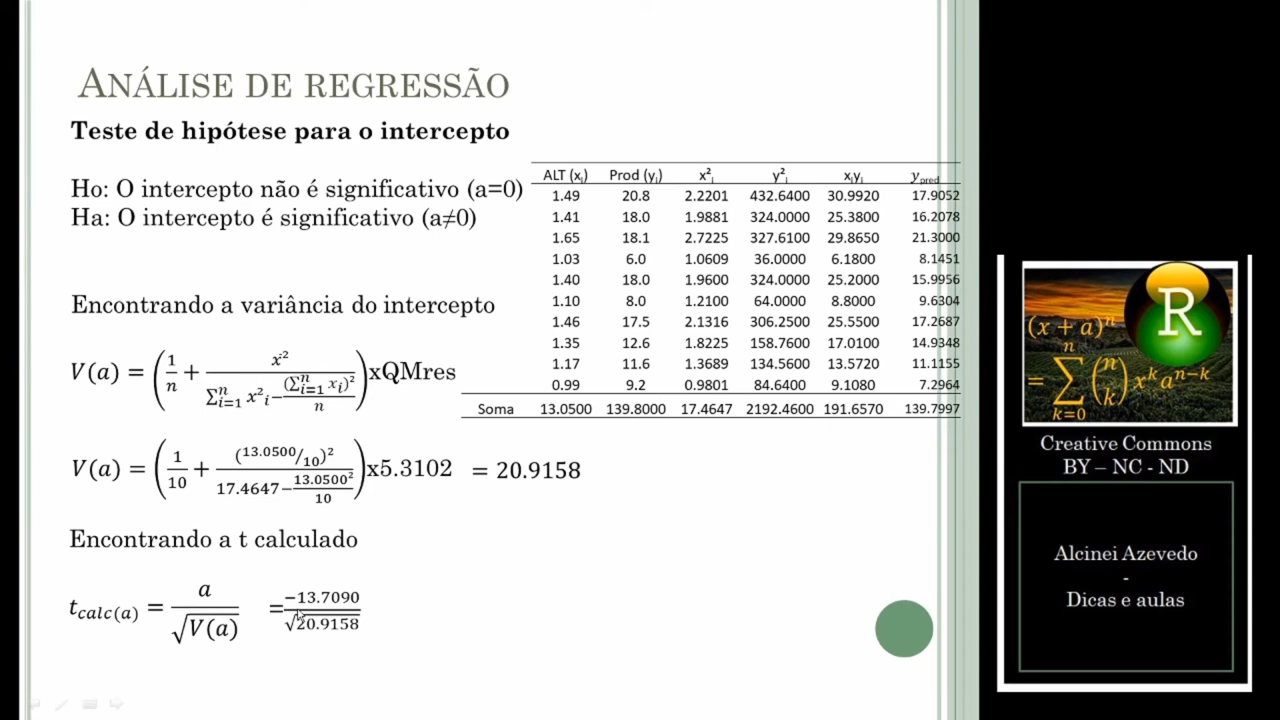 ANÁLISE DE REGRESSÃO
Teste de hipótese para o intercepto
Ho: O intercepto não é significativo (a=0)
Ha: O intercepto é significativo (a≠0)
Encontrando a variância do intercepto
V(a) = (1/n + x̄²/(∑ⁿᵢ₌₁ x²ᵢ − (∑ⁿᵢ₌₁ xᵢ)²/n))xQMres
V(a) = (1/10 + (13.0500/10)²/(17.4647−13.0500²/10))x5.3102 = 20.9158
Encontrando a t calculado
t calc(a) = a/√V(a) = −13.7090/√20.9158
ALT (xᵢ) Prod (yᵢ) x²ᵢ y²ᵢ xᵢyᵢ y pred
1.49 20.8 2.2201 432.6400 30.9920 17.9052
1.41 18.0 1.9881 324.0000 25.3800 16.2078
1.65 18.1 2.7225 327.6100 29.8650 21.3000
1.03 6.0 1.0609 36.0000 6.1800 8.1451
1.40 18.0 1.9600 324.0000 25.2000 15.9956
1.10 8.0 1.2100 64.0000 8.8000 9.6304
1.46 17.5 2.1316 306.2500 25.5500 17.2687
1.35 12.6 1.8225 158.7600 17.0100 14.9348
1.17 11.6 1.3689 134.5600 13.5720 11.1155
0.99 9.2 0.9801 84.6400 9.1080 7.2964
Soma 13.0500 139.8000 17.4647 2192.4600 191.6570 139.7997
R
(x + a)ⁿ
= ∑ⁿₖ₌₀ (n k) xᵏaⁿ⁻ᵏ
Creative Commons
BY – NC - ND
Alcinei Azevedo
-
Dicas e aulas